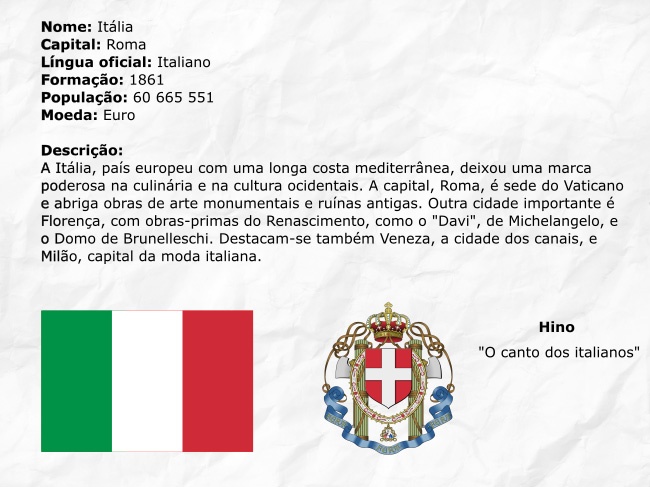 Nome: Itália
Capital: Roma
Língua oficial: Italiano
Formação: 1861
População: 60 665 551
Moeda: Euro
Descrição:
A Itália, país europeu com uma longa costa mediterrânea, deixou uma marca
poderosa na culinária e na cultura ocidentais. A capital, Roma, é sede do Vaticano
e abriga obras de arte monumentais e ruínas antigas. Outra cidade importante é
Florença, com obras-primas do Renascimento, como o "Davi", de Michelangelo, e
o Domo de Brunelleschi. Destacam-se também Veneza, a cidade dos canais, e
Milão, capital da moda italiana.
Hino
"O canto dos italianos"